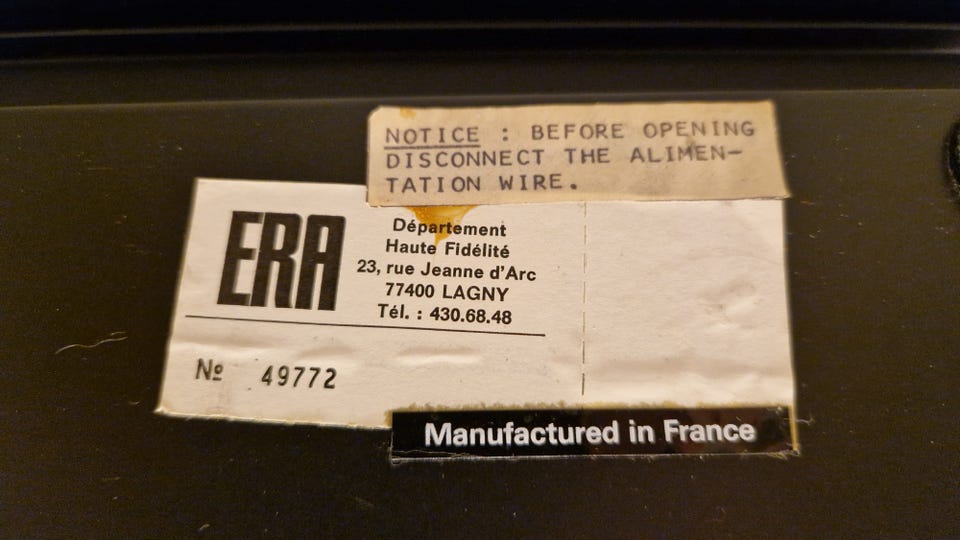 NOTICE : BEFORE OPENING
DISCONNECT THE ALIMEN-
TATION WIRE.
ERA
Département
Haute Fidélité
23, rue Jeanne d'Arc
77400 LAGNY
Tél. : 430.68.48
Nº 49772
Manufactured in France